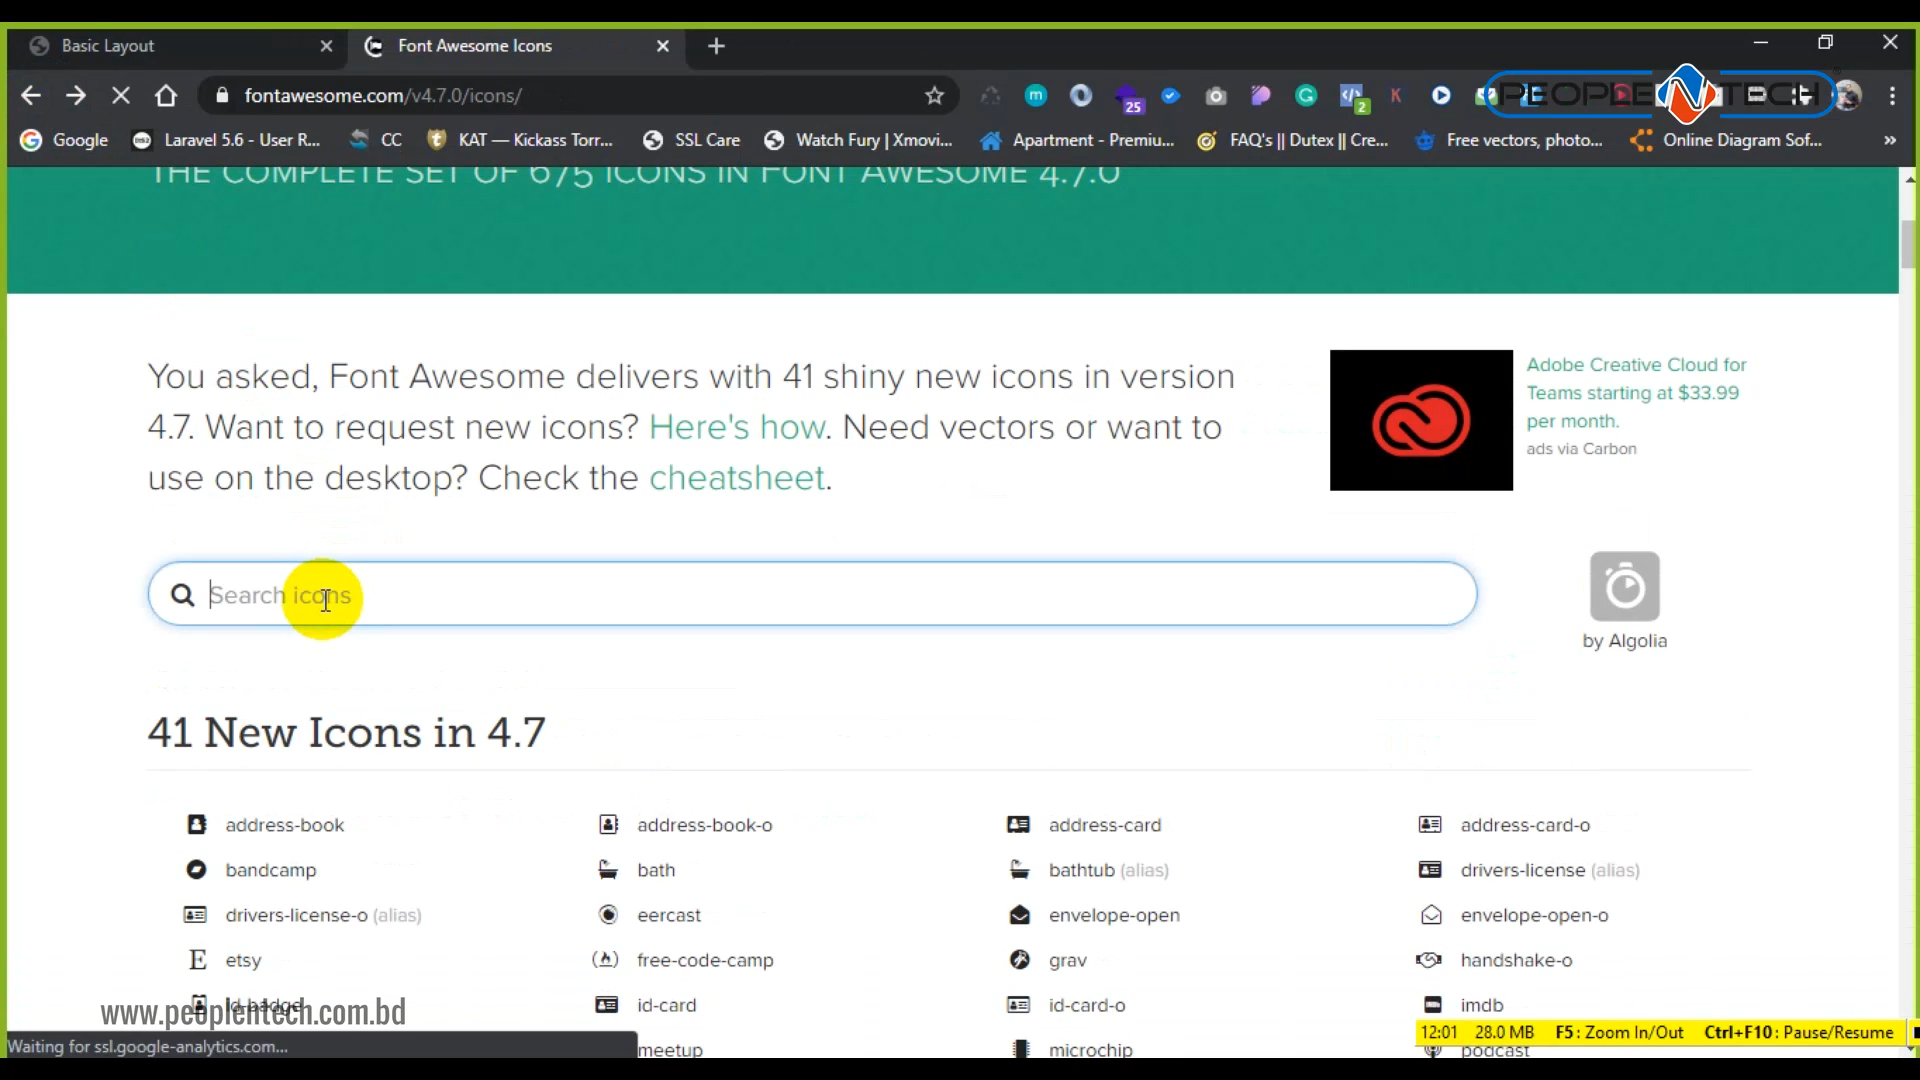 Basic Layout
Font Awesome Icons
fontawesome.com/v4.7.0/icons/
25
2
PEOPLE N TECH
Google
Laravel 5.6 - User R...
CC
KAT — Kickass Torr...
SSL Care
Watch Fury | Xmovi...
Apartment - Premiu...
FAQ's || Dutex || Cre...
Free vectors, photo...
Online Diagram Sof...
»
THE COMPLETE SET OF 675 ICONS IN FONT AWESOME 4.7.0
You asked, Font Awesome delivers with 41 shiny new icons in version
4.7. Want to request new icons? Here's how. Need vectors or want to
use on the desktop? Check the cheatsheet.
Adobe Creative Cloud for
Teams starting at $33.99
per month.
ads via Carbon
Search icons
by Algolia
41 New Icons in 4.7
address-book
address-book-o
address-card
address-card-o
bandcamp
bath
bathtub (alias)
drivers-license (alias)
drivers-license-o (alias)
eercast
envelope-open
envelope-open-o
etsy
free-code-camp
grav
handshake-o
id-badge
id-card
id-card-o
imdb
www.peoplentech.com.bd
meetup
microchip
podcast
Waiting for ssl.google-analytics.com...
12:01 28.0 MB F5: Zoom In/Out Ctrl+F10: Pause/Resume